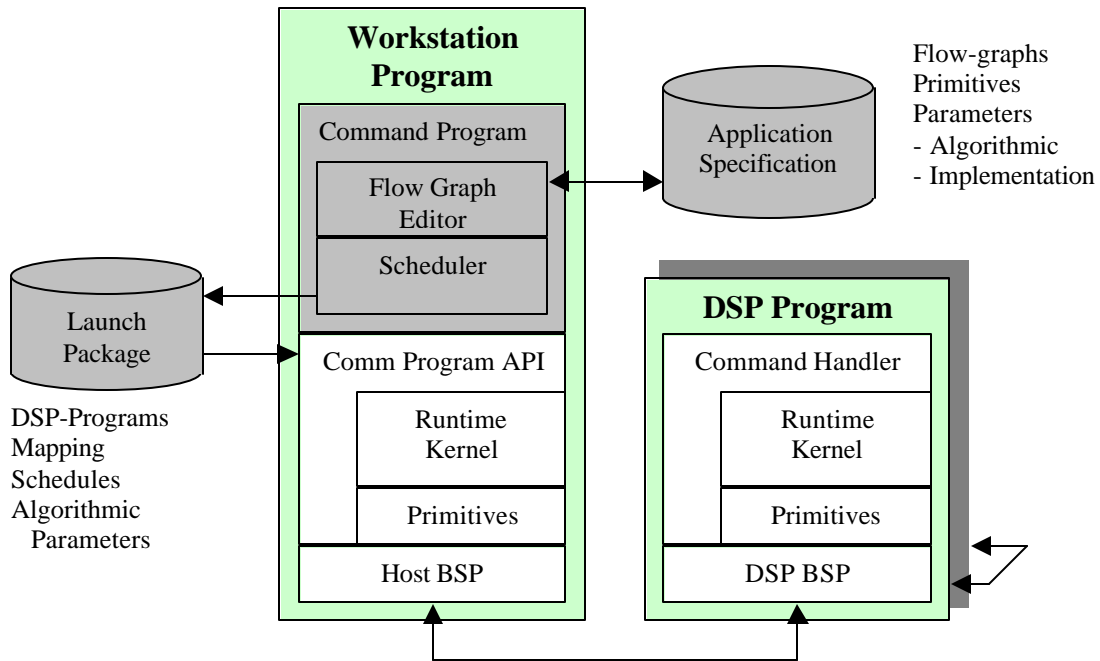 Workstation
Program
Command Program
Flow Graph
Editor
Scheduler
Comm Program API
Runtime
Kernel
Primitives
Host BSP
Application
Specification
Flow-graphs
Primitives
Parameters
- Algorithmic
- Implementation
Launch
Package
DSP-Programs
Mapping
Schedules
Algorithmic
Parameters
DSP Program
Command Handler
Runtime
Kernel
Primitives
DSP BSP